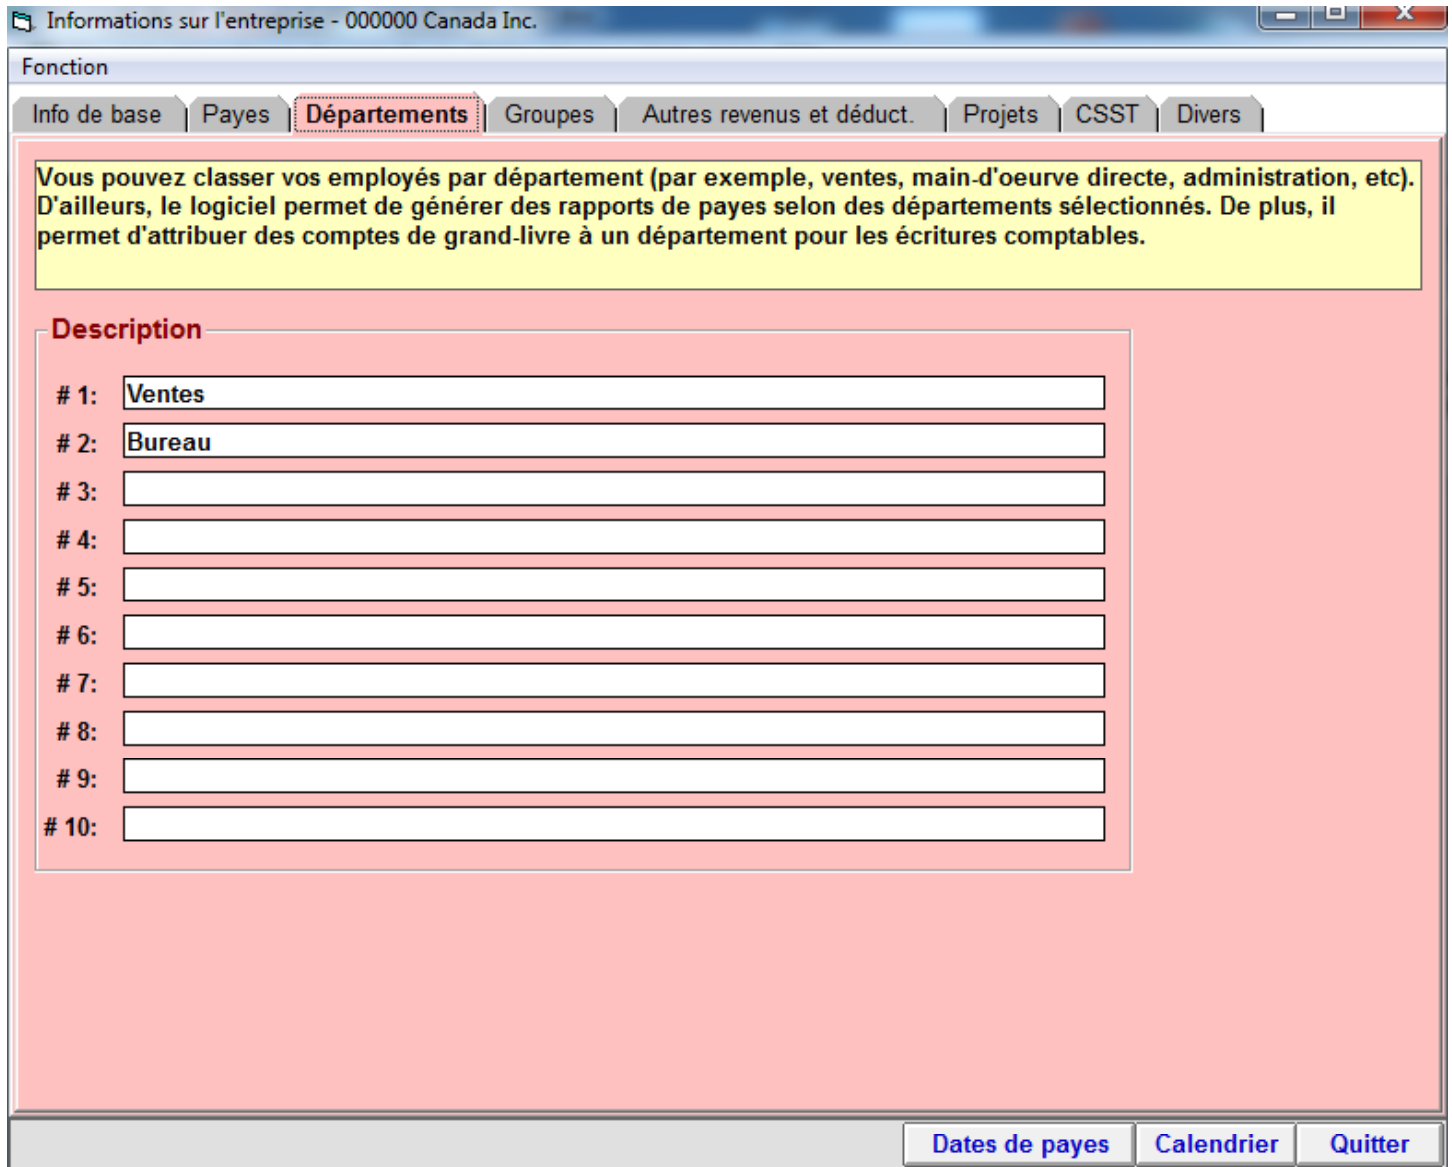 Informations sur l'entreprise - 000000 Canada Inc.
Fonction
Info de base Payes Départements Groupes Autres revenus et déduct. Projets CSST Divers
Vous pouvez classer vos employés par département (par exemple, ventes, main-d'oeurve directe, administration, etc).
D'ailleurs, le logiciel permet de générer des rapports de payes selon des départements sélectionnés. De plus, il
permet d'attribuer des comptes de grand-livre à un département pour les écritures comptables.
Description
# 1: Ventes
# 2: Bureau
# 3:
# 4:
# 5:
# 6:
# 7:
# 8:
# 9:
# 10:
Dates de payes Calendrier Quitter